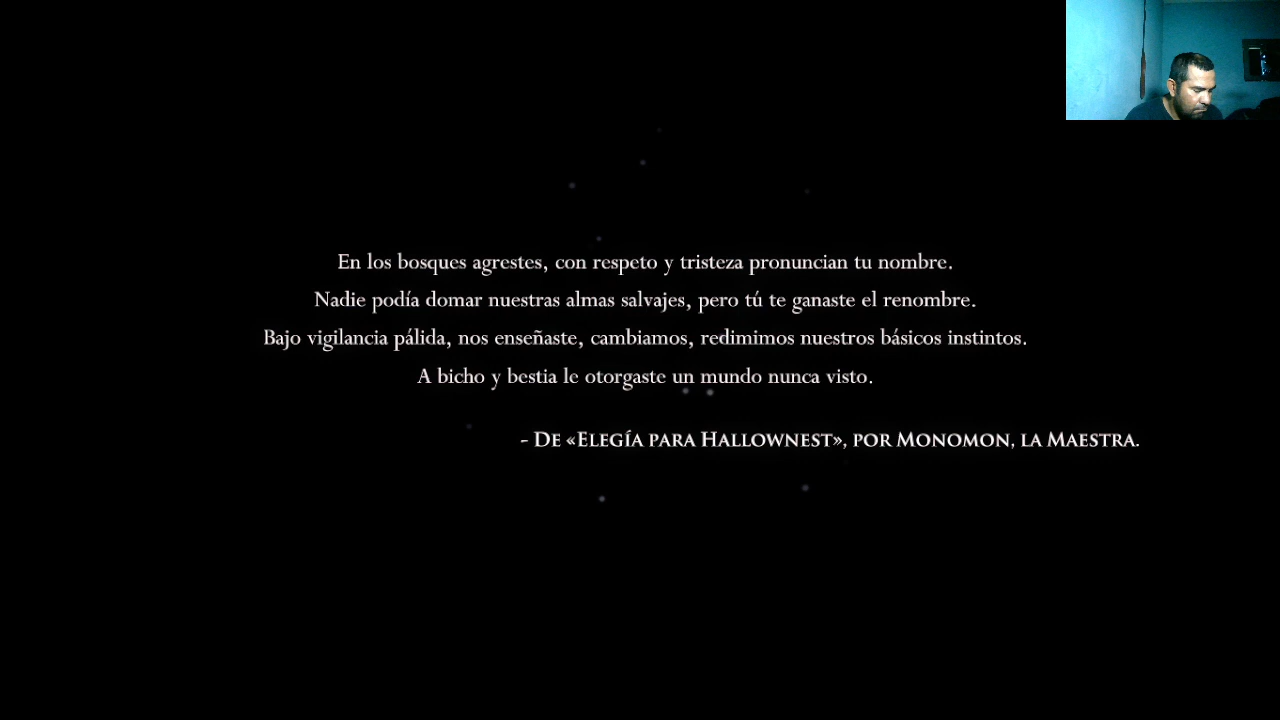 En los bosques agrestes, con respeto y tristeza pronuncian tu nombre.
Nadie podía domar nuestras almas salvajes, pero tú te ganaste el renombre.
Bajo vigilancia pálida, nos enseñaste, cambiamos, redimimos nuestros básicos instintos.
A bicho y bestia le otorgaste un mundo nunca visto.
- De «Elegía para Hallownest», por Monomon, la Maestra.